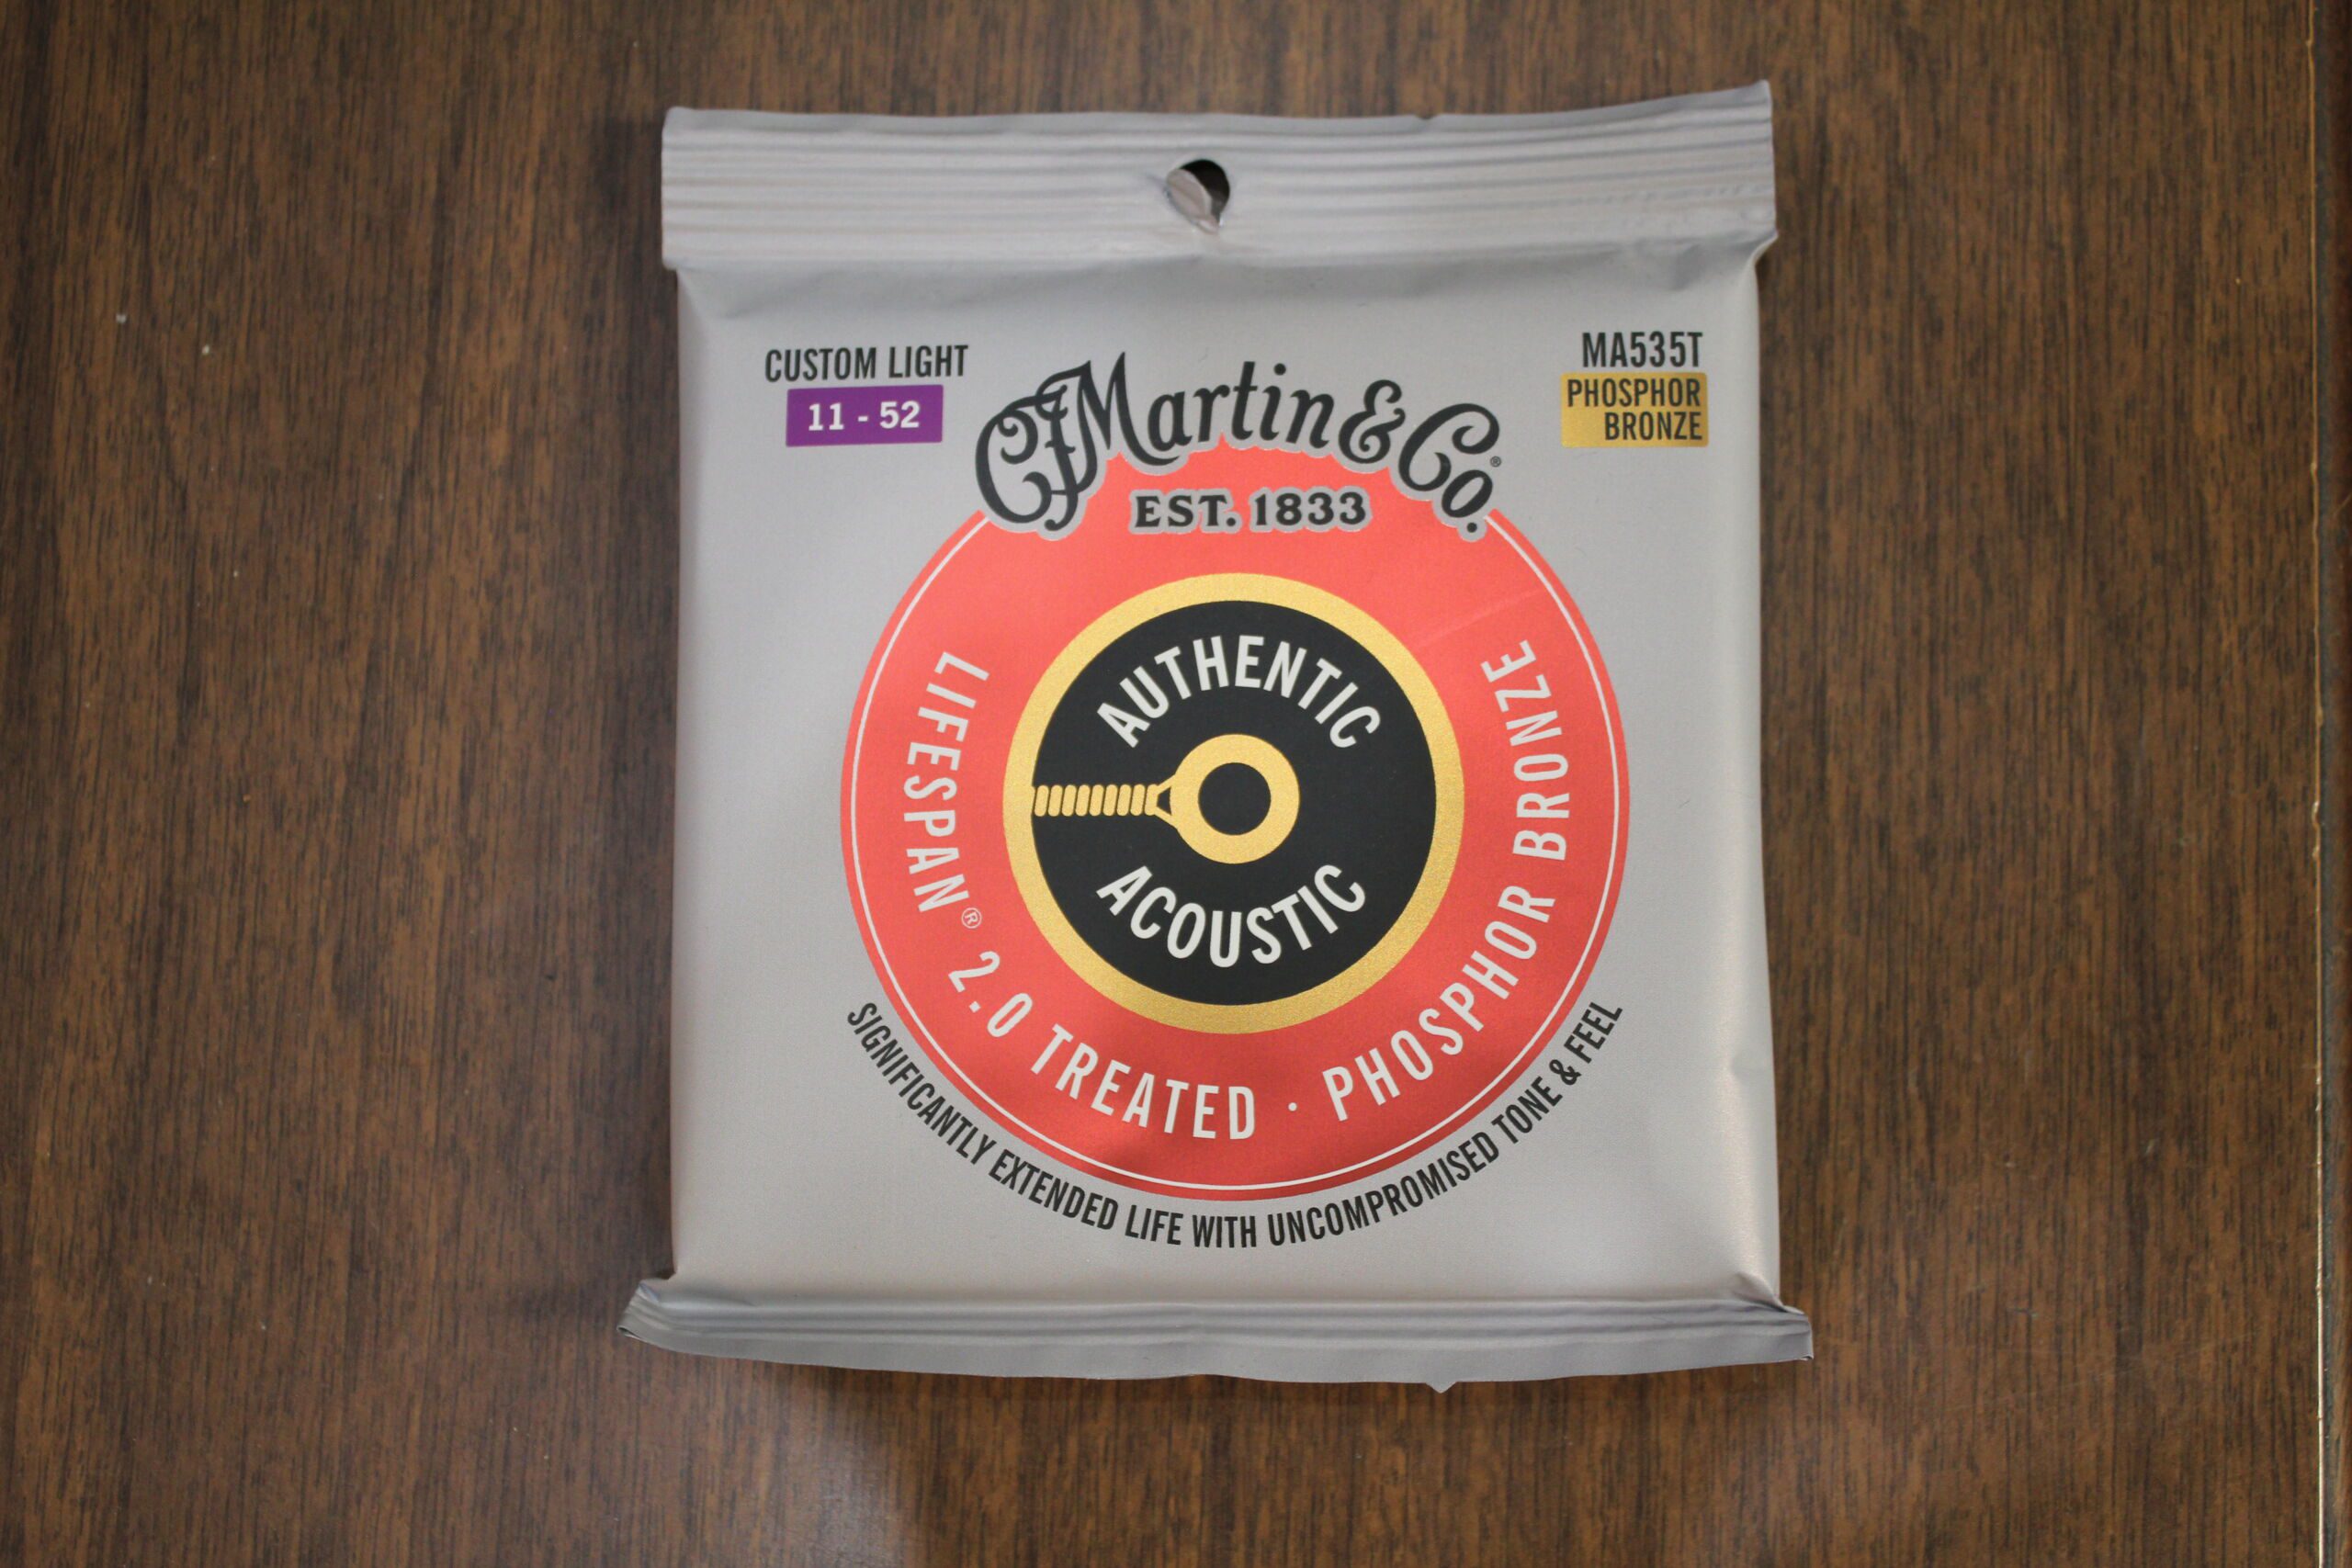 CUSTOM LIGHT
11 - 52
MA535T
PHOSPHOR
BRONZE
CF Martin & Co.®
EST. 1833
AUTHENTIC
ACOUSTIC
LIFESPAN® 2.0 TREATED · PHOSPHOR BRONZE
SIGNIFICANTLY EXTENDED LIFE WITH UNCOMPROMISED TONE & FEEL